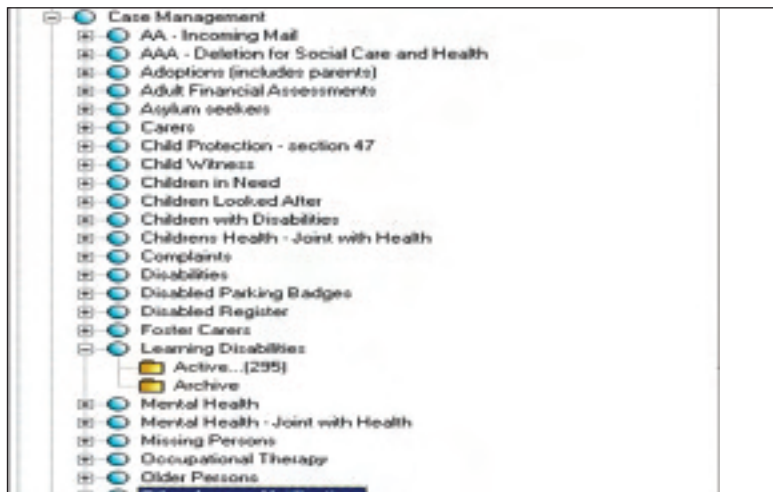 Case Management
AA - Incoming Mail
AAA - Deletion for Social Care and Health
Adoptions (includes parents)
Adult Financial Assessments
Asylum seekers
Carers
Child Protection - section 47
Child Witness
Children in Need
Children Looked After
Children with Disabilities
Childrens Health - Joint with Health
Complaints
Disabilities
Disabled Parking Badges
Disabled Register
Foster Carers
Learning Disabilities
Active...(295)
Archive
Mental Health
Mental Health - Joint with Health
Missing Persons
Occupational Therapy
Older Persons